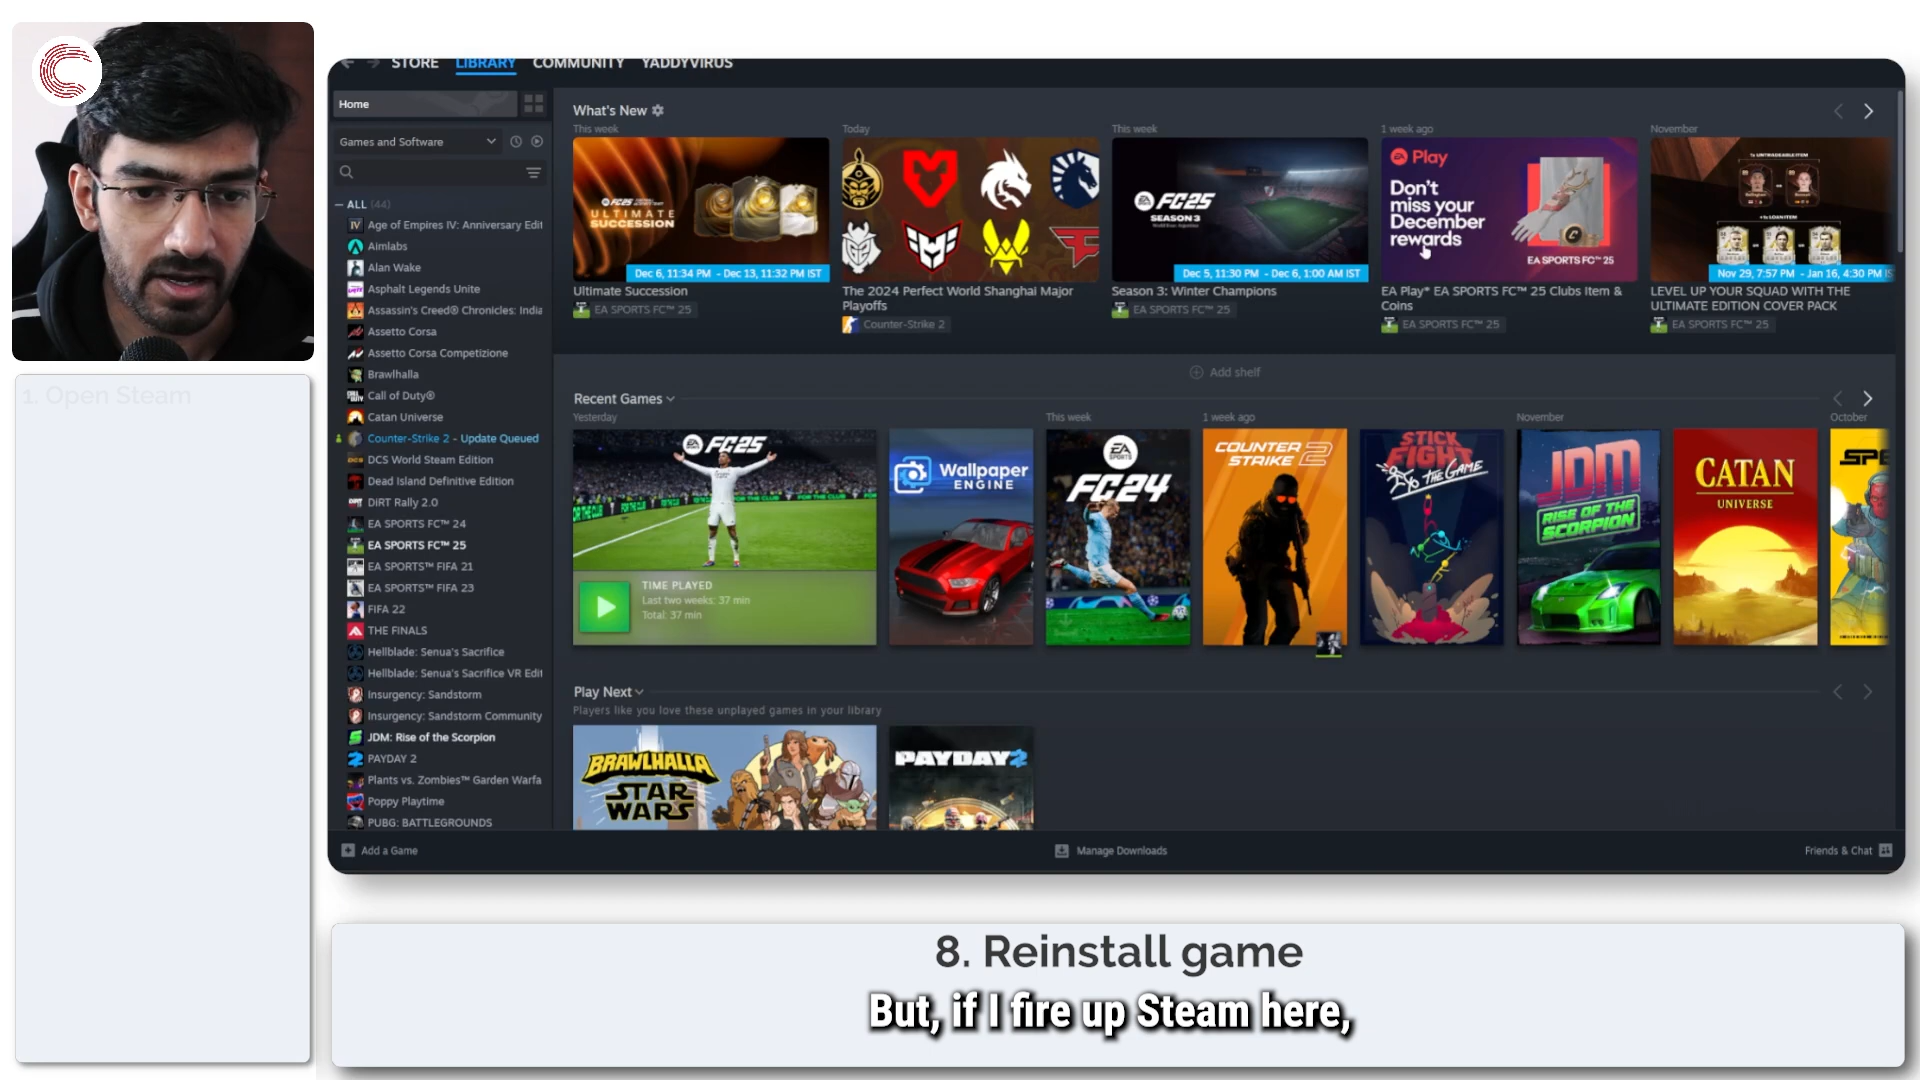 1. Open Steam
STORE LIBRARY COMMUNITY YADDYVIRUS
Home
Games and Software
ALL (44)
Age of Empires IV: Anniversary Edit
Aimlabs
Alan Wake
Asphalt Legends Unite
Assassin's Creed® Chronicles: India
Assetto Corsa
Assetto Corsa Competizione
Brawlhalla
Call of Duty®
Catan Universe
Counter-Strike 2 - Update Queued
DCS World Steam Edition
Dead Island Definitive Edition
DiRT Rally 2.0
EA SPORTS FC™ 24
EA SPORTS FC™ 25
EA SPORTS™ FIFA 21
EA SPORTS™ FIFA 23
FIFA 22
THE FINALS
Hellblade: Senua's Sacrifice
Hellblade: Senua's Sacrifice VR Edit
Insurgency: Sandstorm
Insurgency: Sandstorm Community
JDM: Rise of the Scorpion
PAYDAY 2
Plants vs. Zombies™ Garden Warfa
Poppy Playtime
PUBG: BATTLEGROUNDS
What's New
This week
ULTIMATE
SUCCESSION
Dec 6, 11:34 PM - Dec 13, 11:32 PM IST
Ultimate Succession
EA SPORTS FC™ 25
Today
The 2024 Perfect World Shanghai Major
Playoffs
Counter-Strike 2
This week
FC25
SEASON 3
Dec 5, 11:30 PM - Dec 6, 1:00 AM IST
Season 3: Winter Champions
EA SPORTS FC™ 25
1 week ago
EA Play
Don't
miss your
December
rewards
EA SPORTS FC™ 25
EA Play* EA SPORTS FC™ 25 Clubs Item &
Coins
EA SPORTS FC™ 25
November
Nov 29, 7:57 PM - Jan 16, 4:30 PM IS
LEVEL UP YOUR SQUAD WITH THE
ULTIMATE EDITION COVER PACK
EA SPORTS FC™ 25
Add shelf
Recent Games
Yesterday
FC25
TIME PLAYED
Last two weeks: 37 min
Total: 37 min
Wallpaper
ENGINE
This week
EA
SPORTS
FC24
1 week ago
COUNTER
STRIKE 2
STICK
FIGHT
THE GAME
November
JDM
RISE OF THE
SCORPION
CATAN
UNIVERSE
October
SPE
Play Next
Players like you love these unplayed games in your library
BRAWLHALLA
STAR
WARS
PAYDAY 2
Add a Game
Manage Downloads
Friends & Chat
8. Reinstall game
But, if I fire up Steam here,